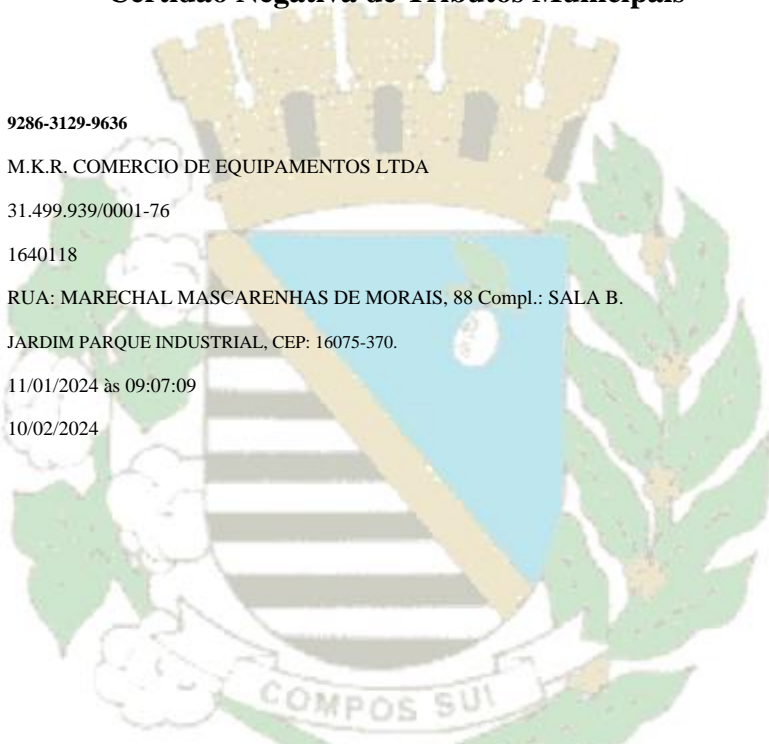 Certidão Negativa de Tributos Municipais
9286-3129-9636
M.K.R. COMERCIO DE EQUIPAMENTOS LTDA
31.499.939/0001-76
1640118
RUA: MARECHAL MASCARENHAS DE MORAIS, 88 Compl.: SALA B.
JARDIM PARQUE INDUSTRIAL, CEP: 16075-370.
11/01/2024 às 09:07:09
10/02/2024
COMPOS SUI